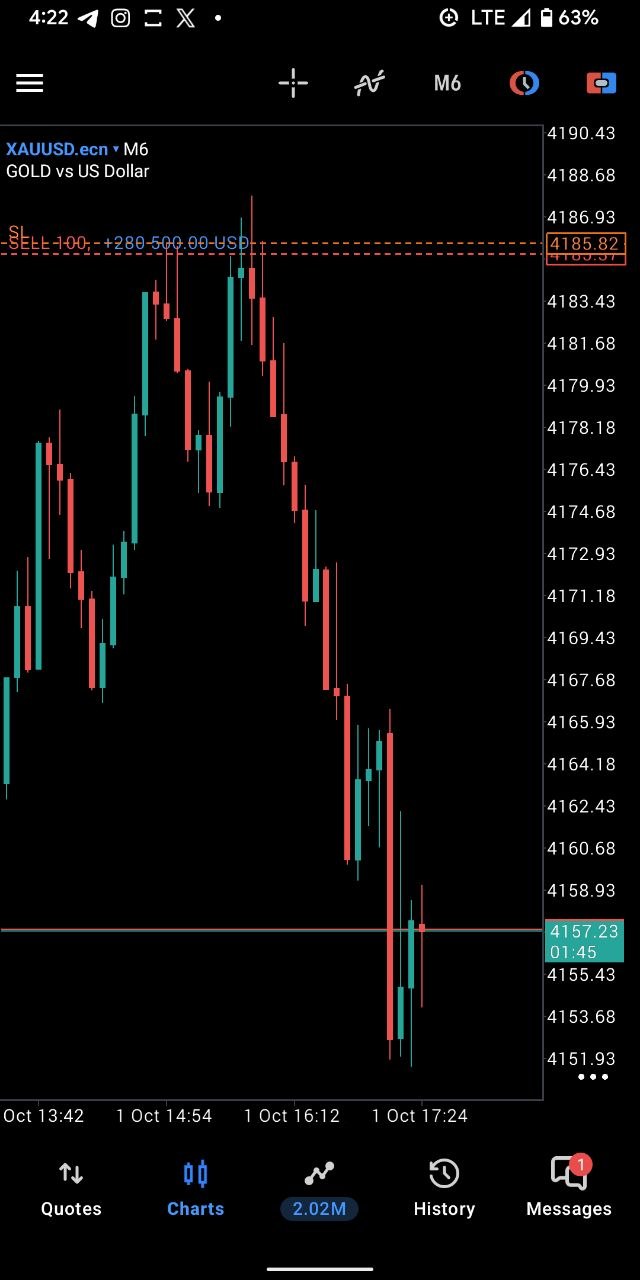 4:22 LTE 63%
M6
XAUUSD.ecn ▾ M6
GOLD vs US Dollar
SL
SELL 100, +280 500.00 USD
4190.43
4188.68
4186.93
4185.82
4183.43
4181.68
4179.93
4178.18
4176.43
4174.68
4172.93
4171.18
4169.43
4167.68
4165.93
4164.18
4162.43
4160.68
4158.93
4157.23
01:45
4155.43
4153.68
4151.93
Oct 13:42 1 Oct 14:54 1 Oct 16:12 1 Oct 17:24
1
2.02M
Quotes Charts History Messages